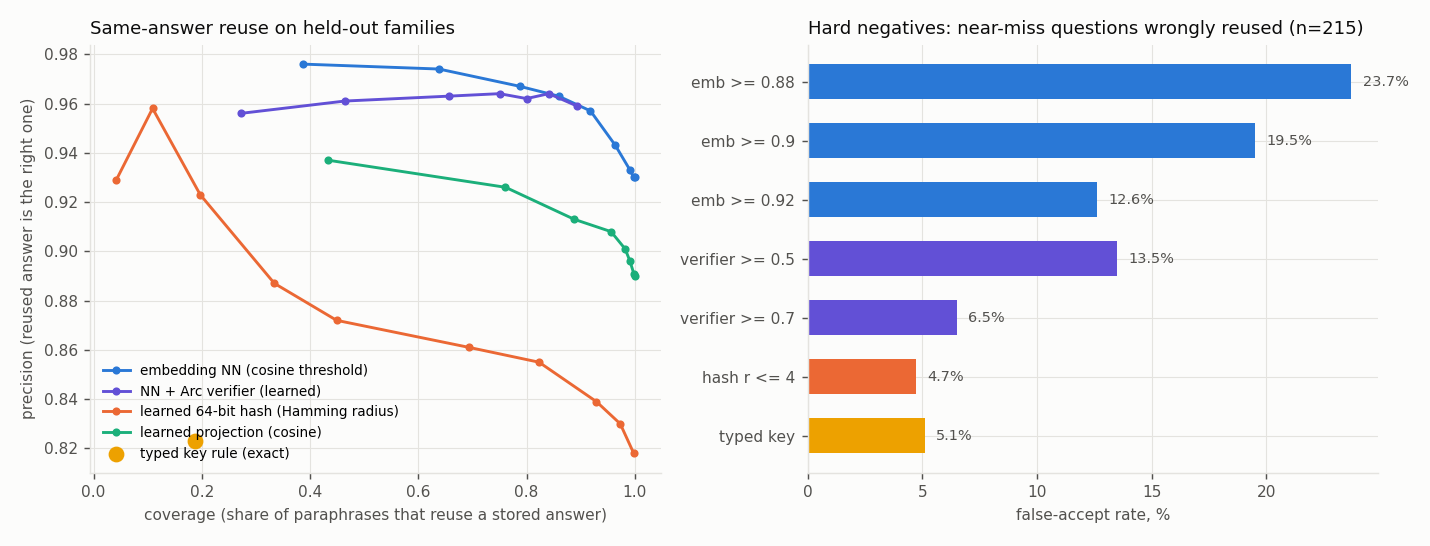 Same-answer reuse on held-out families
precision (reused answer is the right one)
0.98
0.96
0.94
0.92
0.90
0.88
0.86
0.84
0.82
embedding NN (cosine threshold)
NN + Arc verifier (learned)
learned 64-bit hash (Hamming radius)
learned projection (cosine)
typed key rule (exact)
0.0 0.2 0.4 0.6 0.8 1.0
coverage (share of paraphrases that reuse a stored answer)
Hard negatives: near-miss questions wrongly reused (n=215)
emb >= 0.88 23.7%
emb >= 0.9 19.5%
emb >= 0.92 12.6%
verifier >= 0.5 13.5%
verifier >= 0.7 6.5%
hash r <= 4 4.7%
typed key 5.1%
0 5 10 15 20
false-accept rate, %